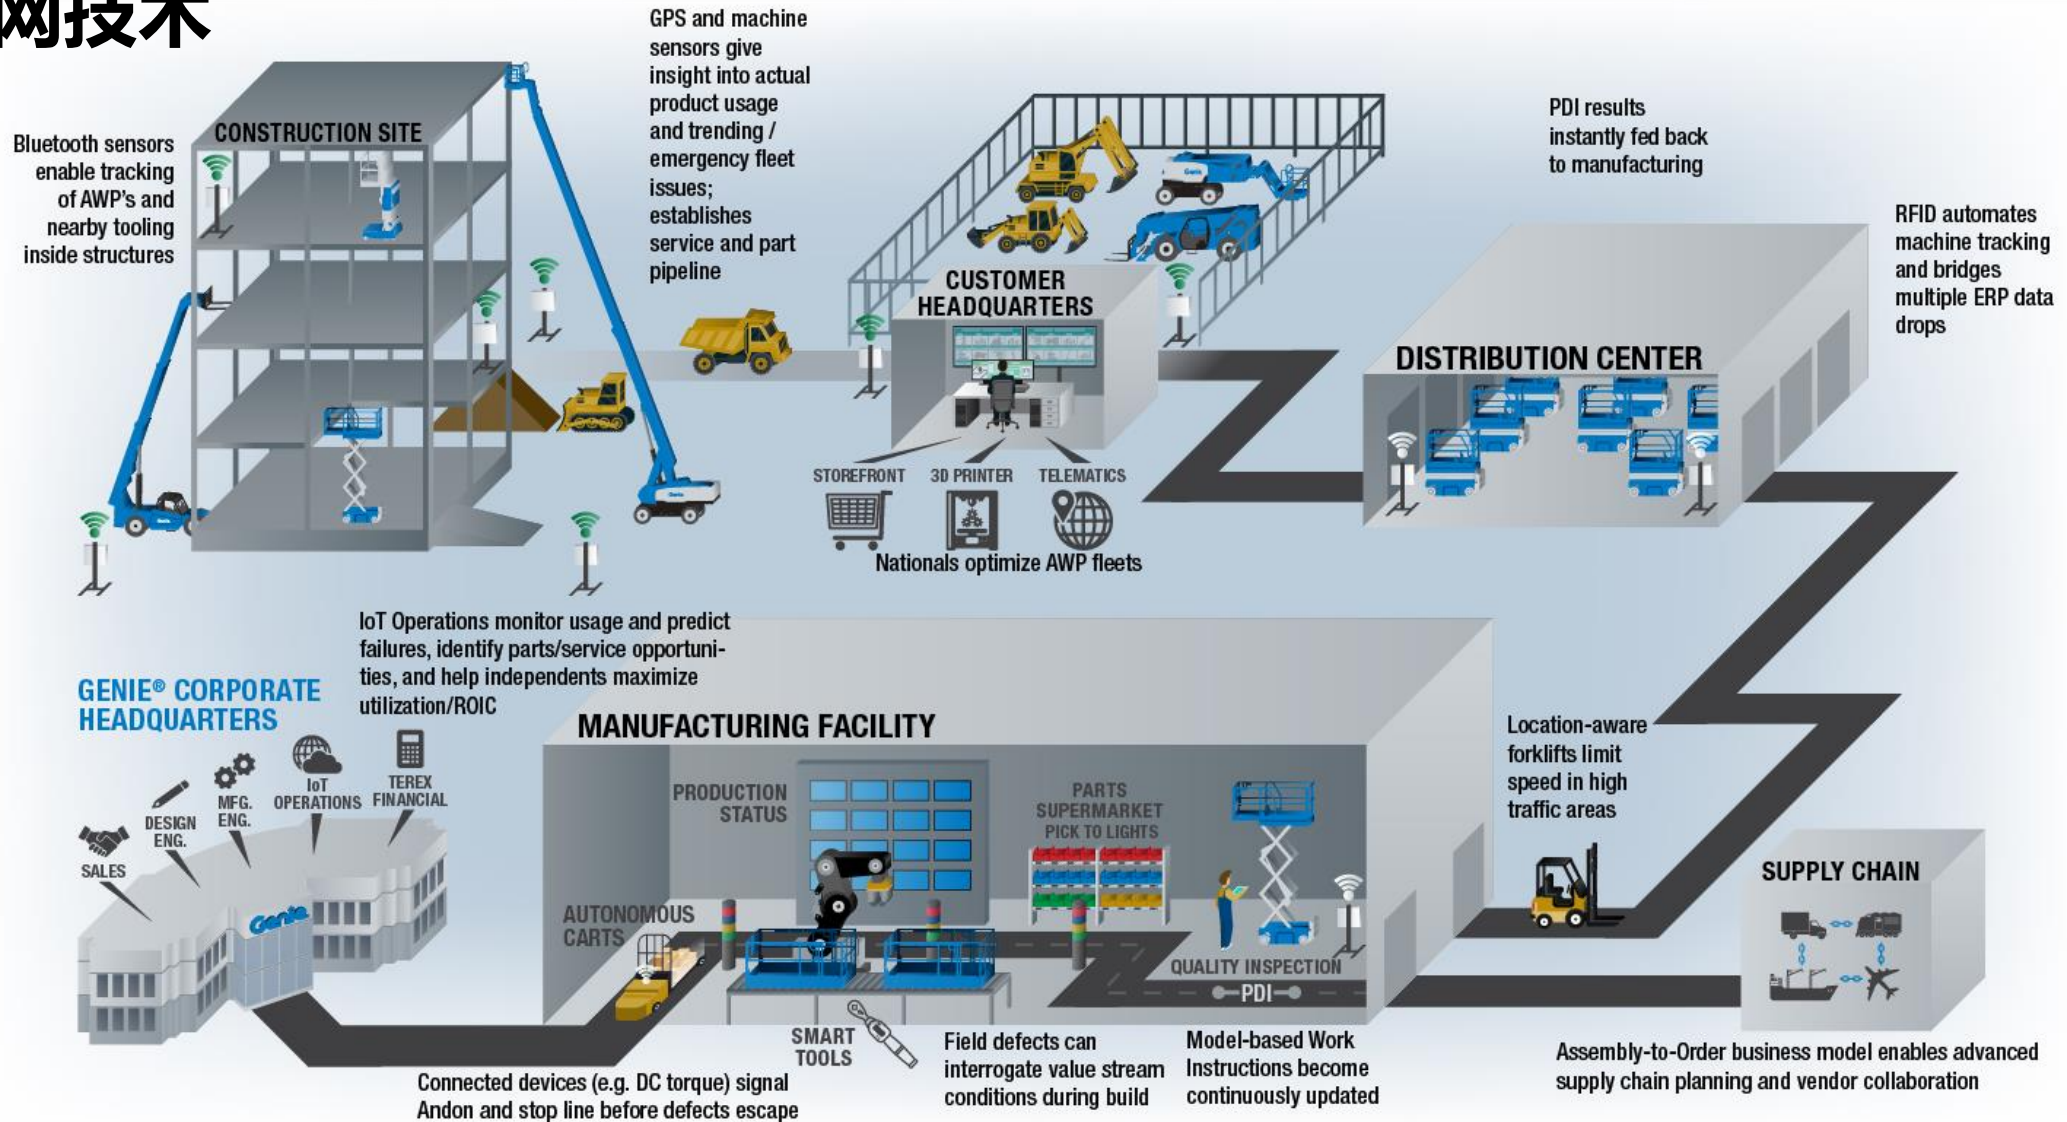 网技术
GPS and machine
sensors give
insight into actual
product usage
and trending /
emergency fleet
issues;
establishes
service and part
pipeline
CONSTRUCTION SITE
Bluetooth sensors
enable tracking
of AWP's and
nearby tooling
inside structures
PDI results
instantly fed back
to manufacturing
RFID automates
machine tracking
and bridges
multiple ERP data
drops
Genie
CUSTOMER
HEADQUARTERS
DISTRIBUTION CENTER
STOREFRONT
3D PRINTER
TELEMATICS
Nationals optimize AWP fleets
Genie
Genie
IoT Operations monitor usage and predict
failures, identify parts/service opportuni-
ties, and help independents maximize
utilization/ROIC
GENIE® CORPORATE
HEADQUARTERS
SALES
DESIGN
ENG.
MFG.
ENG.
IoT
OPERATIONS
TEREX
FINANCIAL
Genie
MANUFACTURING FACILITY
PRODUCTION
STATUS
PARTS
SUPERMARKET
PICK TO LIGHTS
AUTONOMOUS
CARTS
QUALITY INSPECTION
PDI
Location-aware
forklifts limit
speed in high
traffic areas
SUPPLY CHAIN
SMART
TOOLS
Connected devices (e.g. DC torque) signal
Andon and stop line before defects escape
Field defects can
interrogate value stream
conditions during build
Model-based Work
Instructions become
continuously updated
Assembly-to-Order business model enables advanced
supply chain planning and vendor collaboration